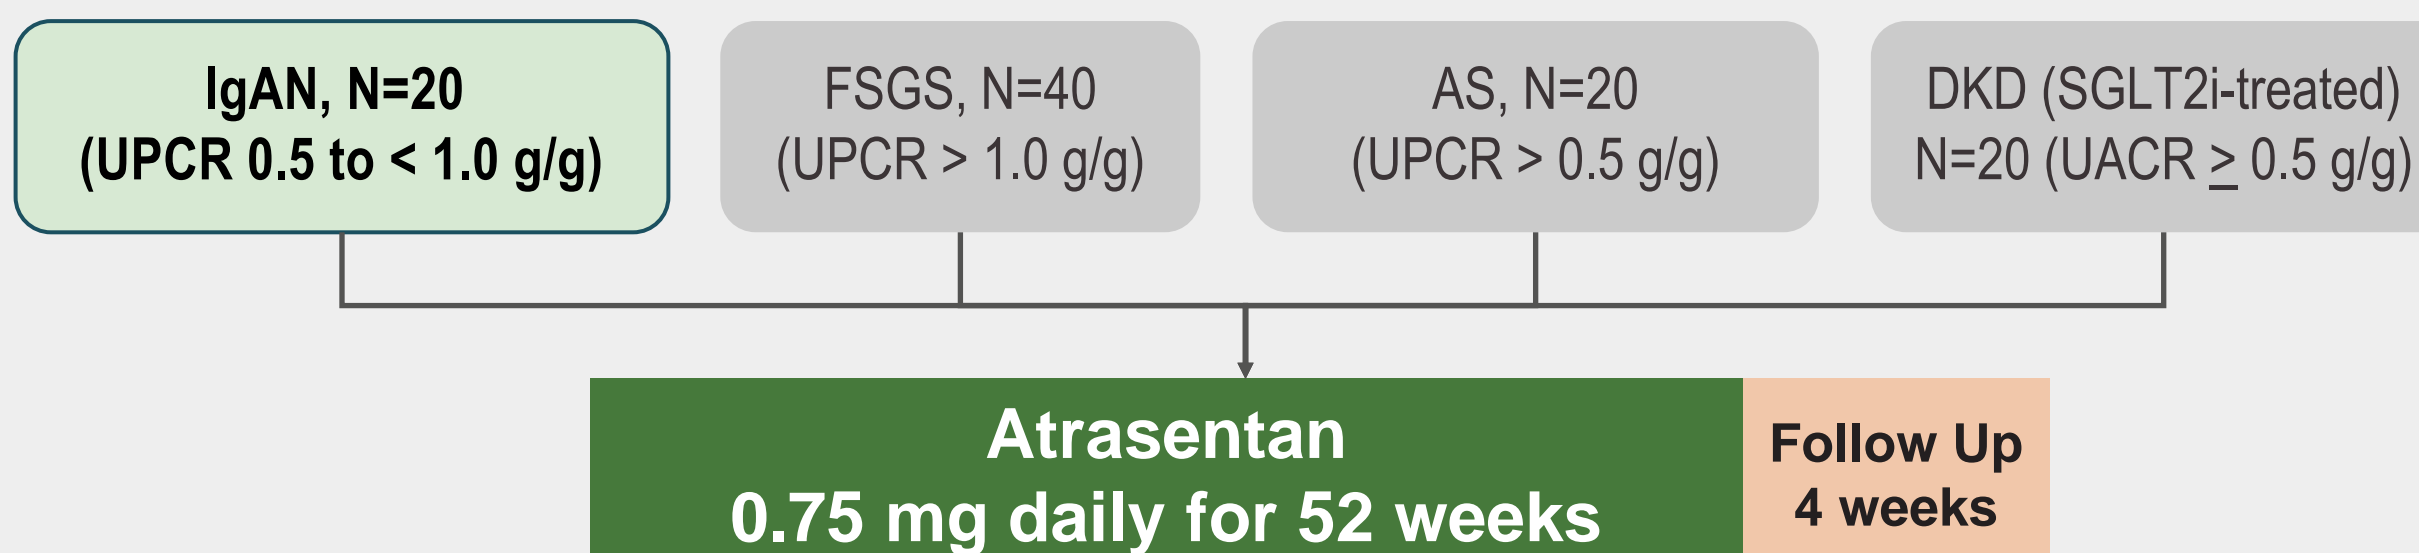 IgAN, N=20
(UPCR 0.5 to < 1.0 g/g)
FSGS, N=40
(UPCR > 1.0 g/g)
AS, N=20
(UPCR > 0.5 g/g)
DKD (SGLT2i-treated)
N=20 (UACR ≥ 0.5 g/g)
Atrasentan
0.75 mg daily for 52 weeks
Follow Up
4 weeks